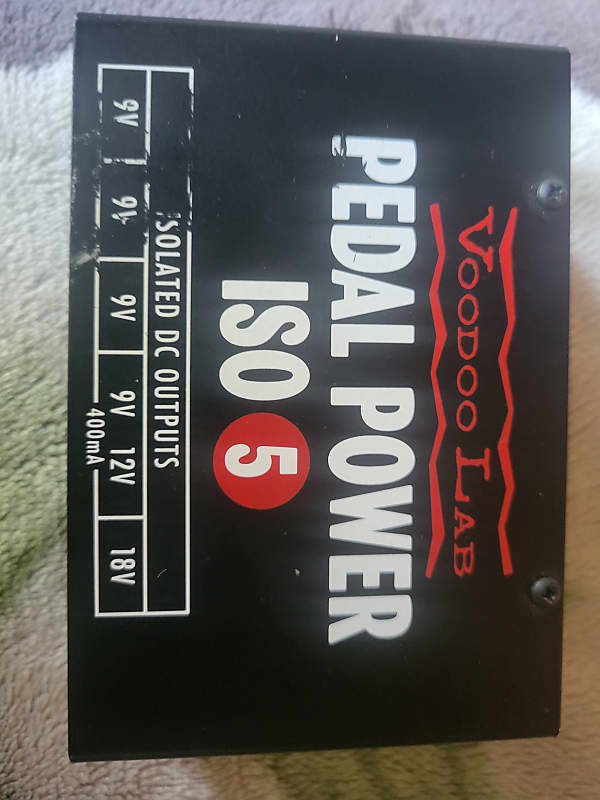 VOODOO LAB
PEDAL POWER
ISO 5
ISOLATED DC OUTPUTS
9V 9V 9V 9V 12V 18V
400mA